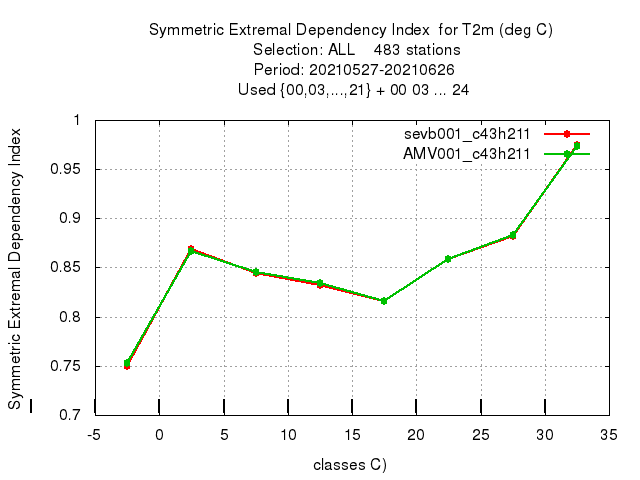 Symmetric Extremal Dependency Index  for T2m (deg C)
Selection: ALL    483 stations
Period: 20210527-20210626
Used {00,03,...,21} + 00 03 ... 24
sevb001_c43h211
AMV001_c43h211
Symmetric Extremal Dependency Index
1
0.95
0.9
0.85
0.8
0.75
0.7
-5 0 5 10 15 20 25 30 35
classes C)